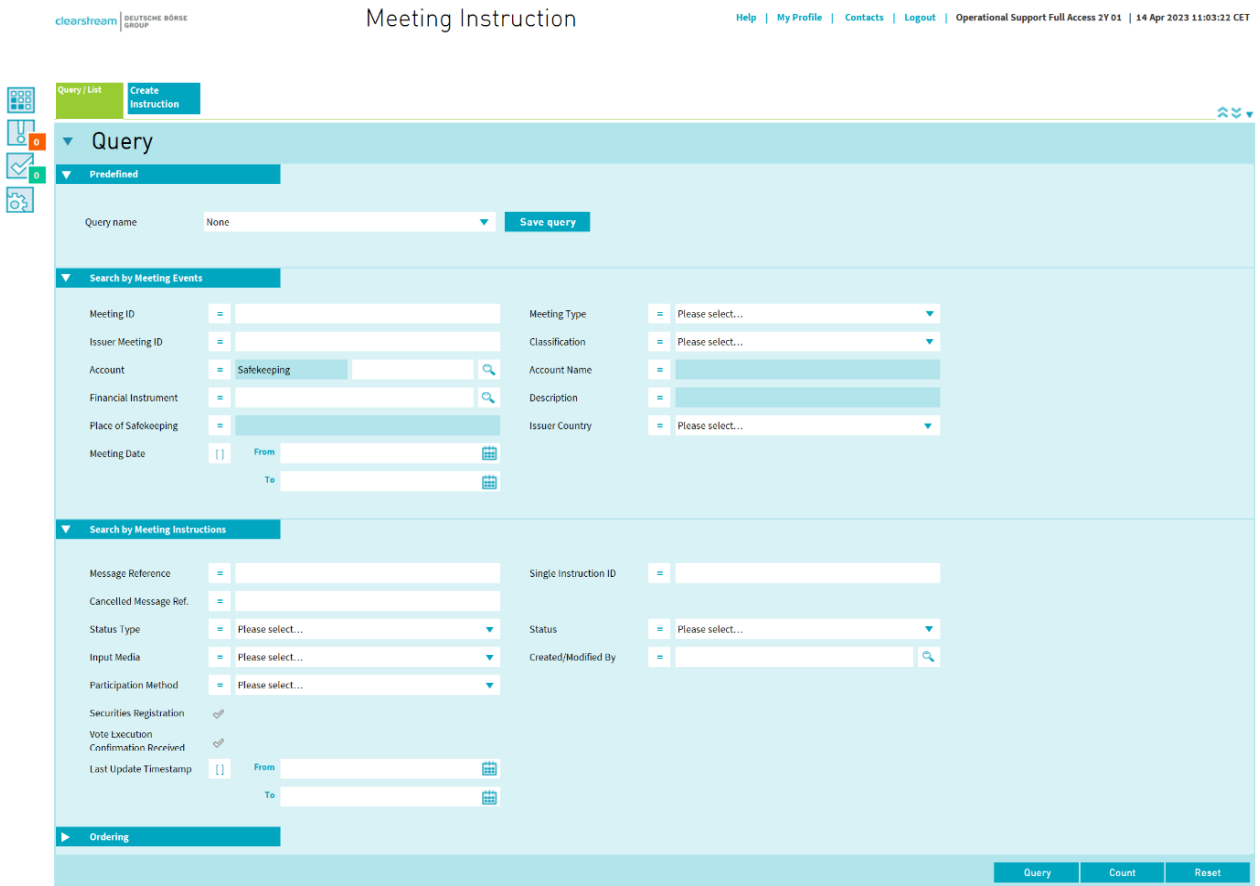 clearstream DEUTSCHE BÖRSE GROUP
Meeting Instruction
Help | My Profile | Contacts | Logout | Operational Support Full Access 2Y 01 | 14 Apr 2023 11:03:22 CET
Query / List
Create
Instruction
0
0
Query
Predefined
Query name None Save query
Search by Meeting Events
Meeting ID = Meeting Type = Please select...
Issuer Meeting ID = Classification = Please select...
Account = Safekeeping Account Name =
Financial Instrument = Description =
Place of Safekeeping = Issuer Country = Please select...
Meeting Date [ ] From
To
Search by Meeting Instructions
Message Reference = Single Instruction ID =
Cancelled Message Ref. =
Status Type = Please select... Status = Please select...
Input Media = Please select... Created/Modified By =
Participation Method = Please select...
Securities Registration
Vote Execution
Confirmation Received
Last Update Timestamp [ ] From
To
Ordering
Query Count Reset